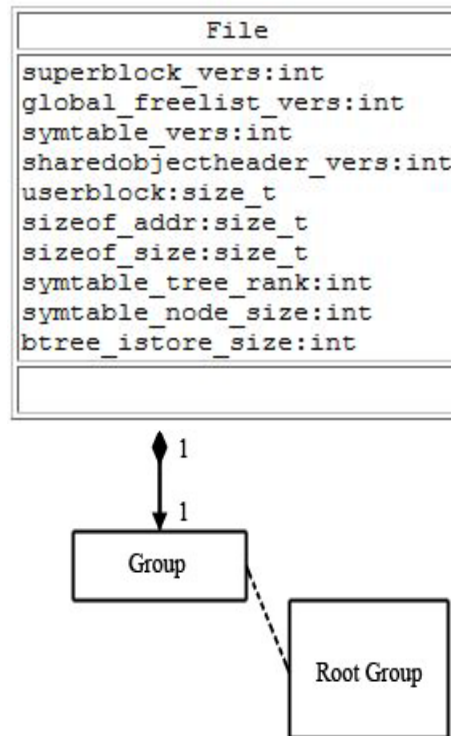 File
superblock_vers:int
global_freelist_vers:int
symtable_vers:int
sharedobjectheader_vers:int
userblock:size_t
sizeof_addr:size_t
sizeof_size:size_t
symtable_tree_rank:int
symtable_node_size:int
btree_istore_size:int
1
1
Group
Root Group